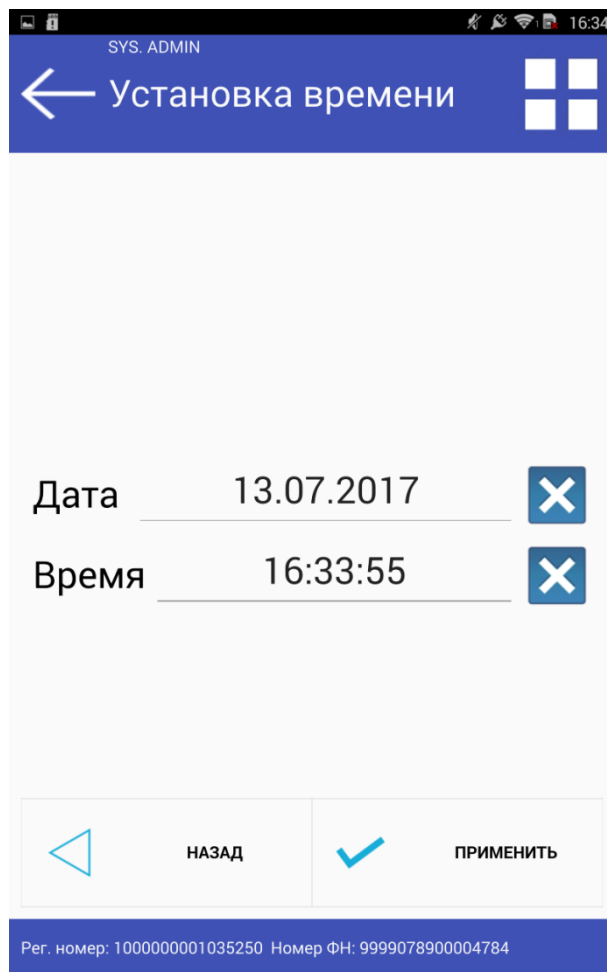 16:34
SYS. ADMIN
Установка времени
Дата 13.07.2017
Время 16:33:55
НАЗАД ПРИМЕНИТЬ
Рег. номер: 1000000001035250 Номер ФН: 9999078900004784